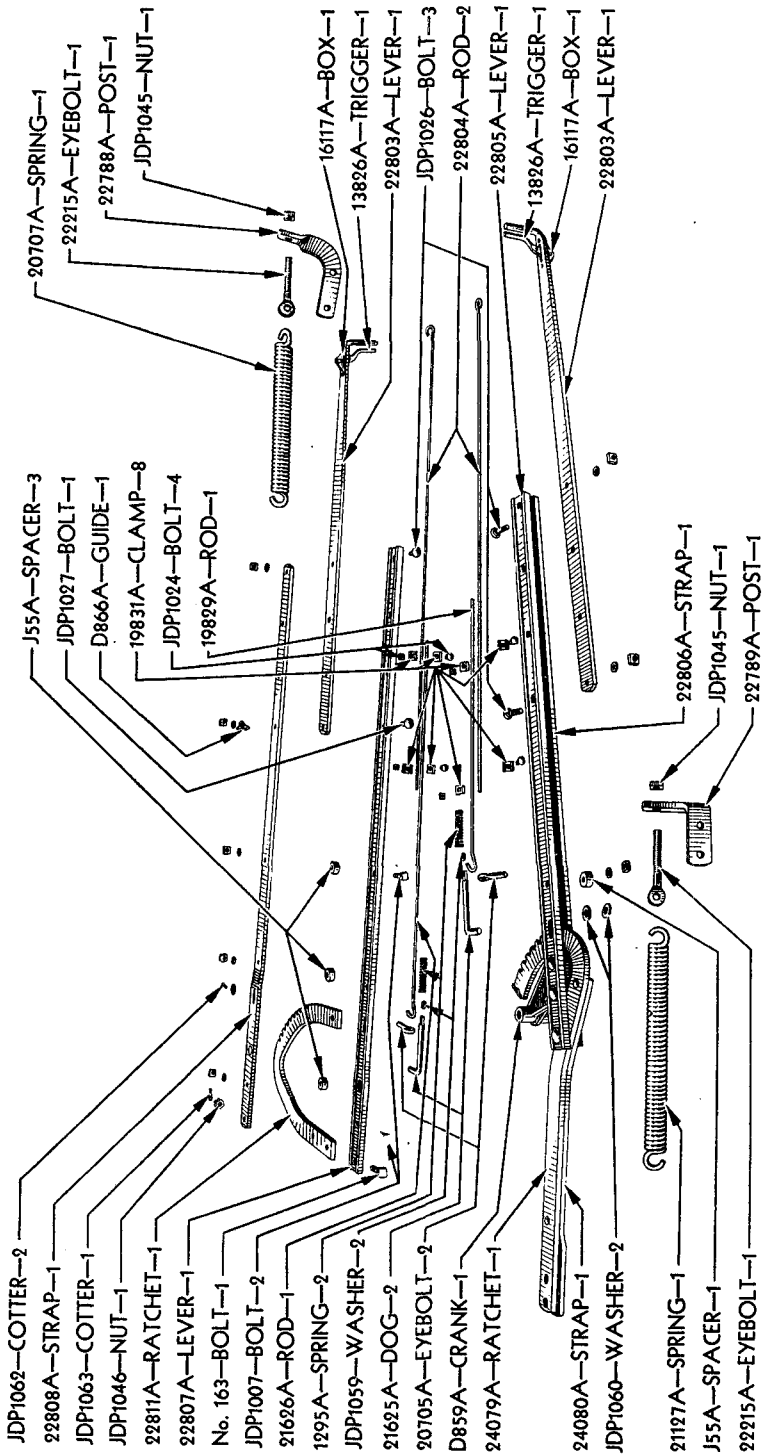 JDP1062—COTTER—2
22808A—STRAP—1
JDP1063—COTTER—1
JDP1046—NUT—1
22811A—RATCHET—1
22807A—LEVER—1
No. 163—BOLT—1
JDP1007—BOLT—2
21626A—ROD—1
1295A—SPRING—2
JDP1059—WASHER—2
21625A—DOG—2
20705A—EYEBOLT—2
D859A—CRANK—1
24079A—RATCHET—1
24080A—STRAP—1
JDP1060—WASHER—2
21127A—SPRING—1
J55A—SPACER—1
22215A—EYEBOLT—1
J55A—SPACER—3
JDP1027—BOLT—1
D866A—GUIDE—1
19831A—CLAMP—8
JDP1024—BOLT—4
19829A—ROD—1
20707A—SPRING—1
22215A—EYEBOLT—1
22788A—POST—1
JDP1045—NUT—1
16117A—BOX—1
13826A—TRIGGER—1
22803A—LEVER—1
JDP1026—BOLT—3
22804A—ROD—2
22805A—LEVER—1
13826A—TRIGGER—1
16117A—BOX—1
22803A—LEVER—1
22806A—STRAP—1
JDP1045—NUT—1
22789A—POST—1